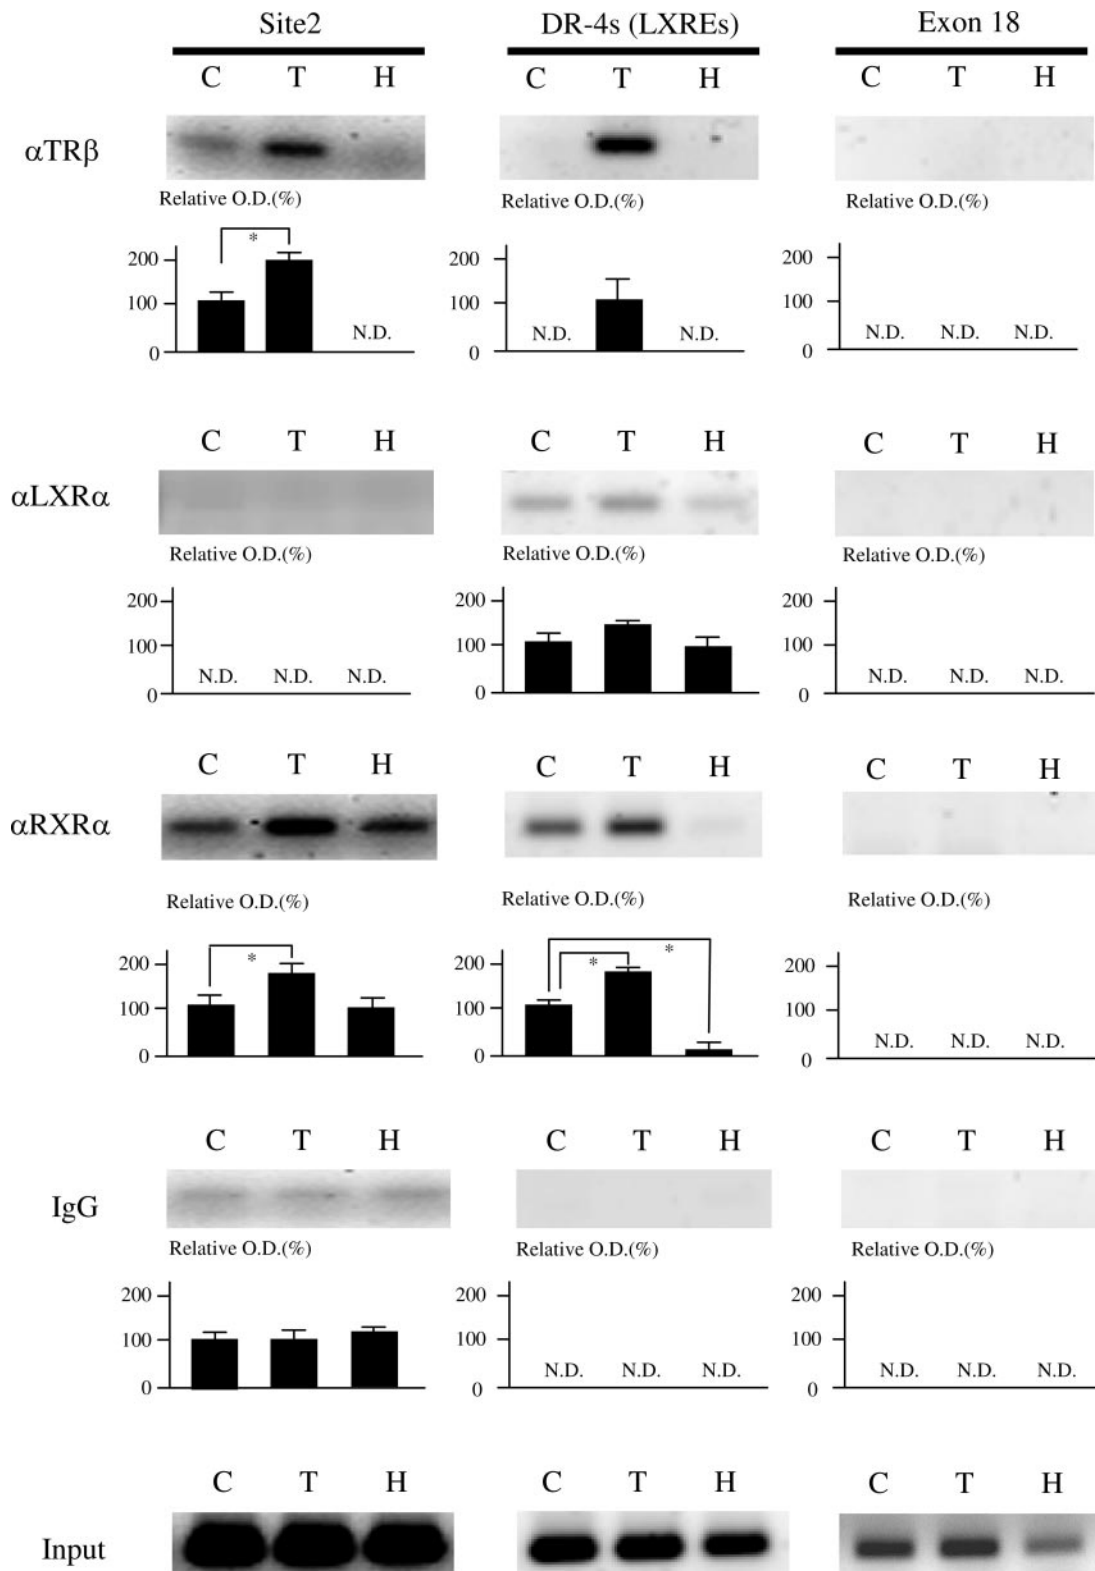 Site2 DR-4s (LXREs) Exon 18
C T H C T H C T H
αTRβ
Relative O.D.(%) Relative O.D.(%) Relative O.D.(%)
*
200 200 200
100 100 100
N.D. N.D. N.D. N.D. N.D. N.D.
0 0 0
C T H C T H C T H
αLXRα
Relative O.D.(%) Relative O.D.(%) Relative O.D.(%)
200 200 200
100 100 100
N.D. N.D. N.D. N.D. N.D. N.D.
0 0 0
C T H C T H C T H
αRXRα
Relative O.D.(%) Relative O.D.(%) Relative O.D.(%)
* * *
200 200 200
100 100 100
N.D. N.D. N.D.
0 0 0
C T H C T H C T H
IgG
Relative O.D.(%) Relative O.D.(%) Relative O.D.(%)
200 200 200
100 100 100
N.D. N.D. N.D. N.D. N.D. N.D.
0 0 0
C T H C T H C T H
Input